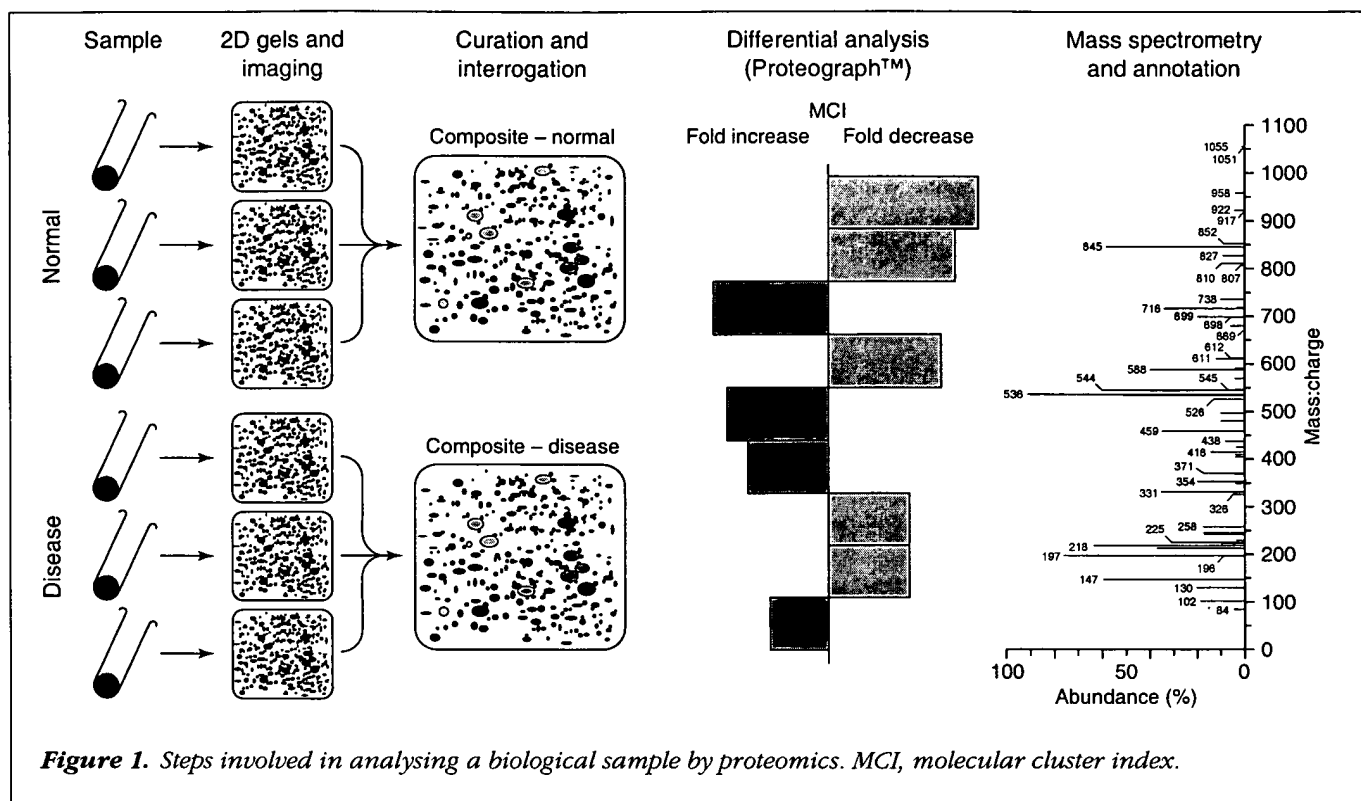 Sample
2D gels and
imaging
Curation and
interrogation
Differential analysis
(Proteograph™)
Mass spectrometry
and annotation
Normal
Disease
Composite – normal
Composite – disease
MCI
Fold increase
Fold decrease
1100
1000
900
800
700
600
500
400
300
200
100
0
Mass:charge
1055
1051
958
922
917
852
845
827
810
807
738
716
699
698
669
612
611
588
544
545
536
526
459
438
416
371
354
331
326
258
225
218
197
196
147
130
102
84
100
50
0
Abundance (%)
Figure 1. Steps involved in analysing a biological sample by proteomics. MCI, molecular cluster index.